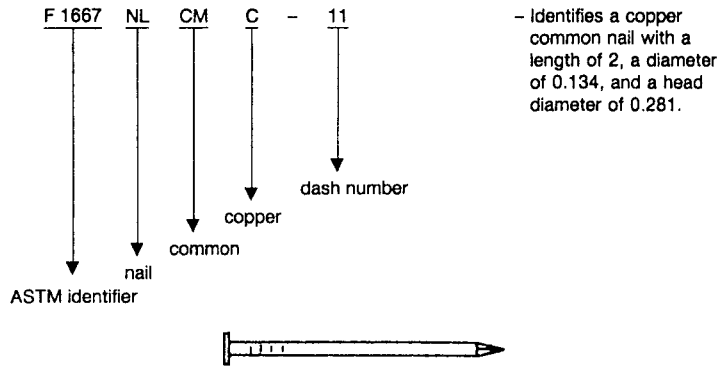 F 1667 NL CM C – 11
– Identifies a copper
common nail with a
length of 2, a diameter
of 0.134, and a head
diameter of 0.281.
dash number
copper
common
nail
ASTM identifier